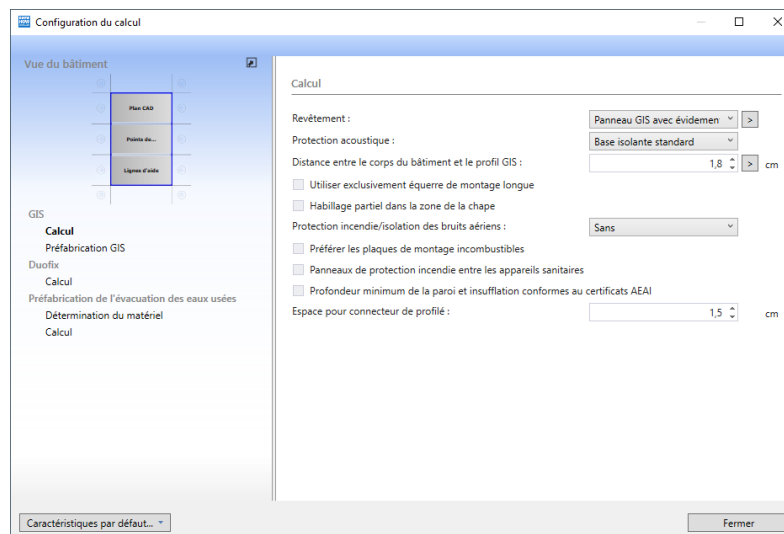 Configuration du calcul
Vue du bâtiment
Plan CAD
Points de...
Lignes d'aide
GIS
Calcul
Préfabrication GIS
Duofix
Calcul
Préfabrication de l'évacuation des eaux usées
Détermination du matériel
Calcul
Caractéristiques par défaut...
Calcul
Revêtement :
Panneau GIS avec évidemen
>
Protection acoustique :
Base isolante standard
Distance entre le corps du bâtiment et le profil GIS :
1,8
>
cm
Utiliser exclusivement équerre de montage longue
Habillage partiel dans la zone de la chape
Protection incendie/isolation des bruits aériens :
Sans
Préférer les plaques de montage incombustibles
Panneaux de protection incendie entre les appareils sanitaires
Profondeur minimum de la paroi et insufflation conformes au certificats AEAI
Espace pour connecteur de profilé :
1,5
cm
Fermer